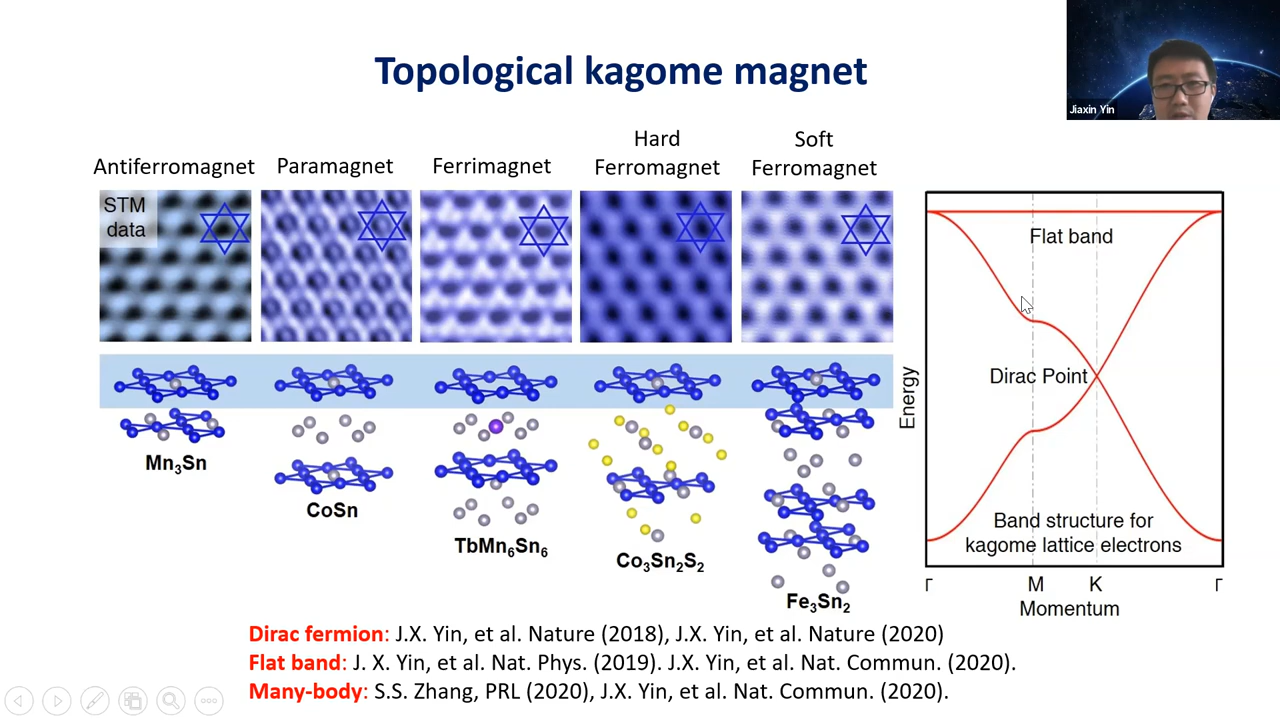 Topological kagome magnet
Jiaxin Yin
Antiferromagnet
Paramagnet
Ferrimagnet
Hard
Ferromagnet
Soft
Ferromagnet
STM
data
Mn₃Sn
CoSn
TbMn₆Sn₆
Co₃Sn₂S₂
Fe₃Sn₂
Flat band
Dirac Point
Band structure for
kagome lattice electrons
Energy
Γ M K Γ
Momentum
Dirac fermion: J.X. Yin, et al. Nature (2018), J.X. Yin, et al. Nature (2020)
Flat band: J. X. Yin, et al. Nat. Phys. (2019). J.X. Yin, et al. Nat. Commun. (2020).
Many-body: S.S. Zhang, PRL (2020), J.X. Yin, et al. Nat. Commun. (2020).